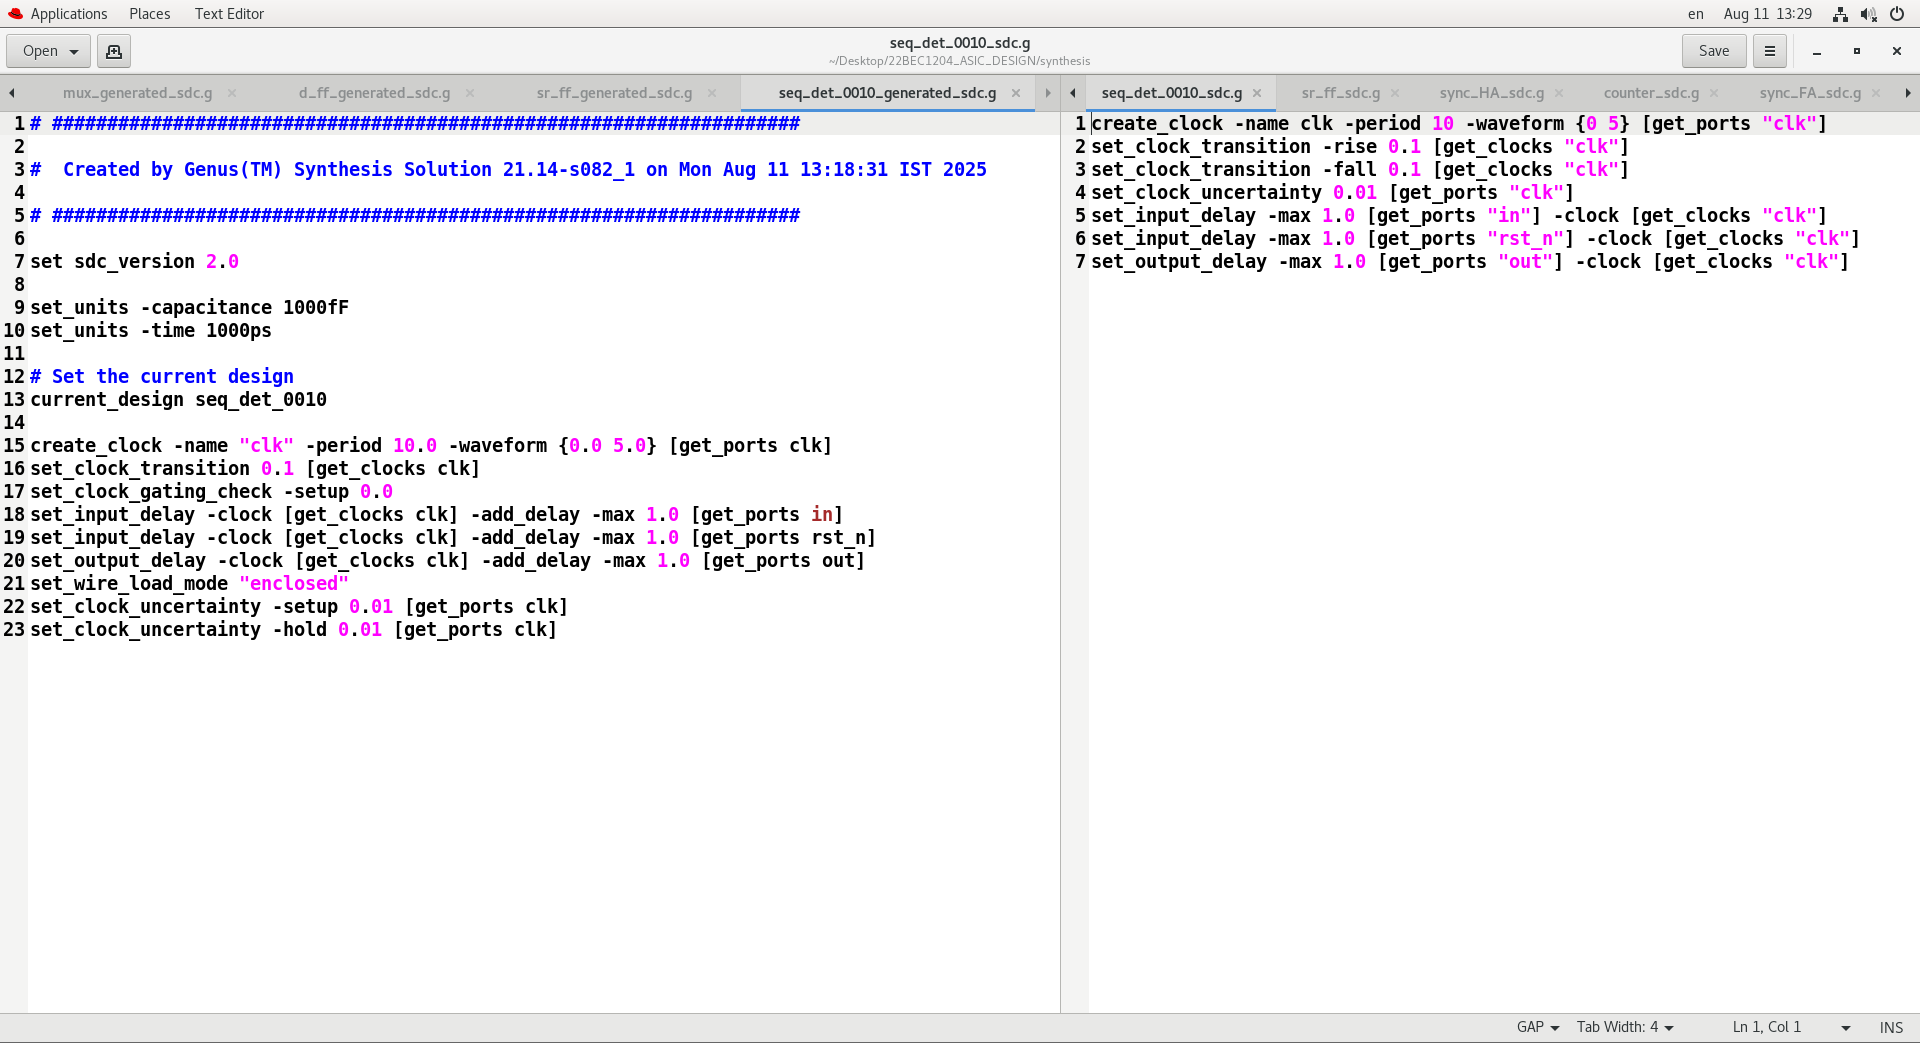 Applications Places Text Editor en Aug 11 13:29
Open seq_det_0010_sdc.g Save
~/Desktop/22BEC1204_ASIC_DESIGN/synthesis
mux_generated_sdc.g d_ff_generated_sdc.g sr_ff_generated_sdc.g seq_det_0010_generated_sdc.g
1 # ####################################################################
2
3 #  Created by Genus(TM) Synthesis Solution 21.14-s082_1 on Mon Aug 11 13:18:31 IST 2025
4
5 # ####################################################################
6
7 set sdc_version 2.0
8
9 set_units -capacitance 1000fF
10 set_units -time 1000ps
11
12 # Set the current design
13 current_design seq_det_0010
14
15 create_clock -name "clk" -period 10.0 -waveform {0.0 5.0} [get_ports clk]
16 set_clock_transition 0.1 [get_clocks clk]
17 set_clock_gating_check -setup 0.0
18 set_input_delay -clock [get_clocks clk] -add_delay -max 1.0 [get_ports in]
19 set_input_delay -clock [get_clocks clk] -add_delay -max 1.0 [get_ports rst_n]
20 set_output_delay -clock [get_clocks clk] -add_delay -max 1.0 [get_ports out]
21 set_wire_load_mode "enclosed"
22 set_clock_uncertainty -setup 0.01 [get_ports clk]
23 set_clock_uncertainty -hold 0.01 [get_ports clk]
seq_det_0010_sdc.g sr_ff_sdc.g sync_HA_sdc.g counter_sdc.g sync_FA_sdc.g
1 create_clock -name clk -period 10 -waveform {0 5} [get_ports "clk"]
2 set_clock_transition -rise 0.1 [get_clocks "clk"]
3 set_clock_transition -fall 0.1 [get_clocks "clk"]
4 set_clock_uncertainty 0.01 [get_ports "clk"]
5 set_input_delay -max 1.0 [get_ports "in"] -clock [get_clocks "clk"]
6 set_input_delay -max 1.0 [get_ports "rst_n"] -clock [get_clocks "clk"]
7 set_output_delay -max 1.0 [get_ports "out"] -clock [get_clocks "clk"]
GAP Tab Width: 4 Ln 1, Col 1 INS